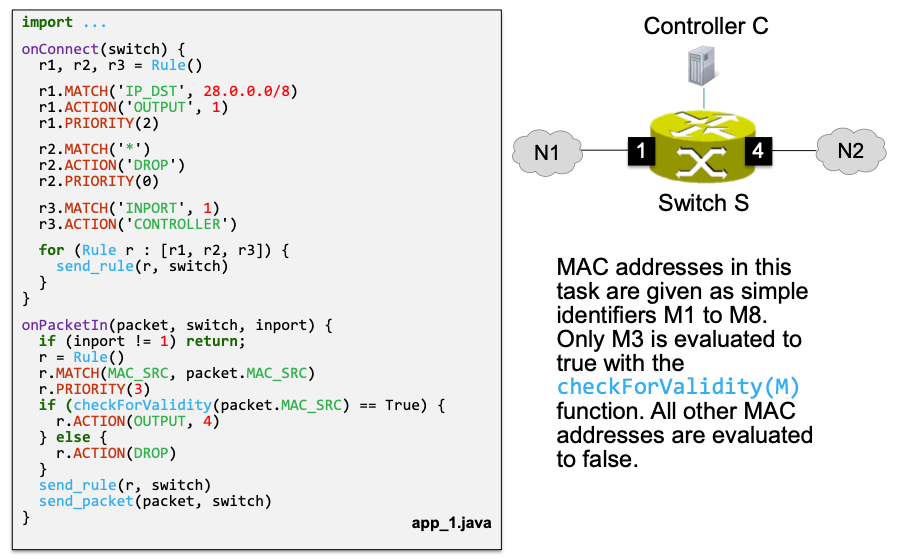 import ...
onConnect(switch) {
r1, r2, r3 = Rule()
r1.MATCH('IP_DST', 28.0.0.0/8)
r1.ACTION('OUTPUT', 1)
r1.PRIORITY(2)
r2.MATCH('*')
r2.ACTION('DROP')
r2.PRIORITY(0)
r3.MATCH('INPORT', 1)
r3.ACTION('CONTROLLER')
for (Rule r : [r1, r2, r3]) {
send_rule(r, switch)
}
}
onPacketIn(packet, switch, inport) {
if (inport != 1) return;
r = Rule()
r.MATCH(MAC_SRC, packet.MAC_SRC)
r.PRIORITY(3)
if (checkForValidity(packet.MAC_SRC) == True) {
r.ACTION(OUTPUT, 4)
} else {
r.ACTION(DROP)
}
send_rule(r, switch)
send_packet(packet, switch)
}
app_1.java
Controller C
N1
1
4
N2
Switch S
MAC addresses in this
task are given as simple
identifiers M1 to M8.
Only M3 is evaluated to
true with the
checkForValidity(M)
function. All other MAC
addresses are evaluated
to false.